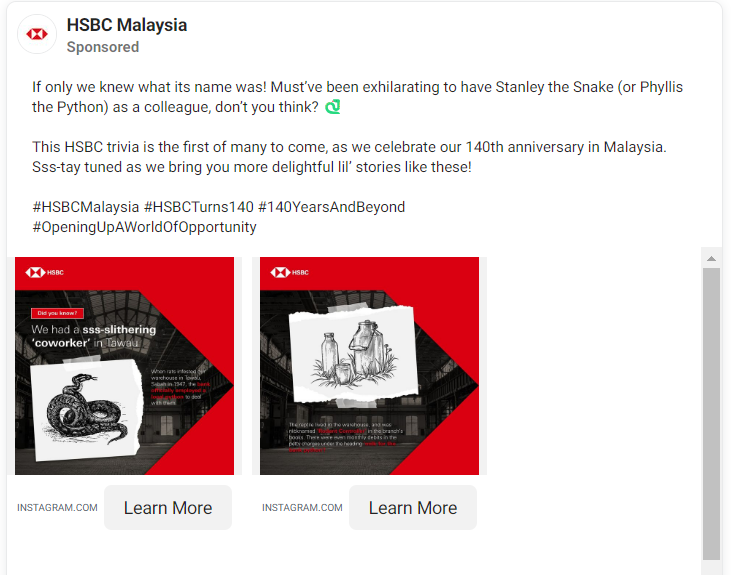 HSBC Malaysia
Sponsored
If only we knew what its name was! Must've been exhilarating to have Stanley the Snake (or Phyllis
the Python) as a colleague, don't you think?
This HSBC trivia is the first of many to come, as we celebrate our 140th anniversary in Malaysia.
Sss-tay tuned as we bring you more delightful lil' stories like these!
#HSBCMalaysia #HSBCTurns140 #140YearsAndBeyond
#OpeningUpAWorldOfOpportunity
HSBC
Did you know?
We had a sss-slithering
'coworker' in Tawau
When rats infested our
warehouse in Tawau,
Sabah in 1947, the
to deal
with them.
INSTAGRAM.COM
Learn More
HSBC
The reptile lived in the warehouse, and was
nicknamed in the branch's
books. There were even monthly debits in the
petty charges under the heading
INSTAGRAM.COM
Learn More